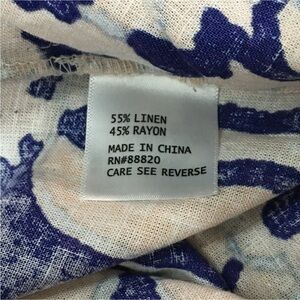 55% LINEN
45% RAYON
MADE IN CHINA
RN#88820
CARE SEE REVERSE